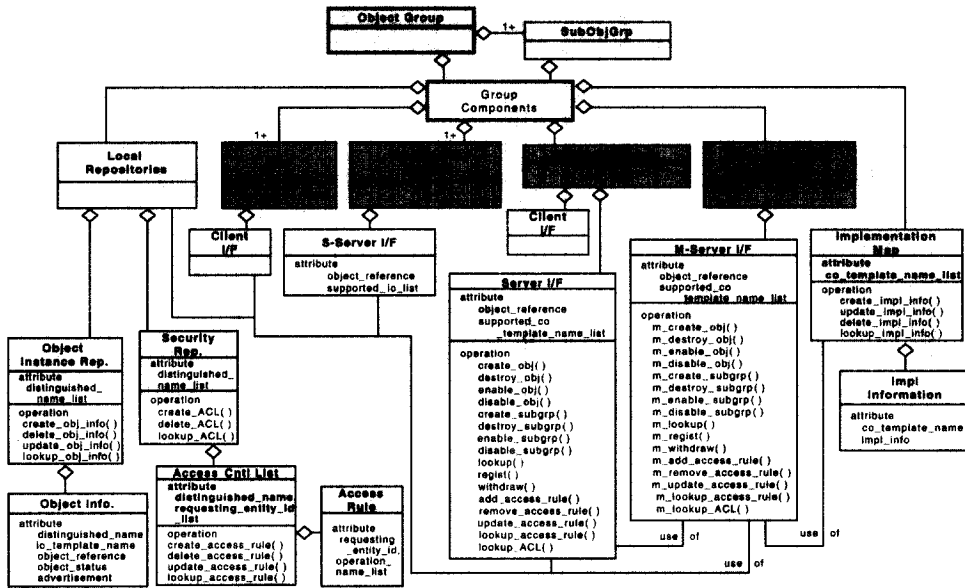 Object Group
1+
SubObjGrp
Group
Components
1+
1+
Local
Repositories
Client
I/F
S-Server I/F
attribute
object_reference
supported_io_list
Client
I/F
Server I/F
attribute
object_reference
supported_co
_template_name_list
operation
create_obj()
destroy_obj()
enable_obj()
disable_obj()
create_subgrp()
destroy_subgrp()
enable_subgrp()
disable_subgrp()
lookup()
regist()
withdraw()
add_access_rule()
remove_access_rule()
update_access_rule()
lookup_access_rule()
lookup_ACL()
M-Server I/F
attribute
object_reference
supported_co
_template_name_list
operation
m_create_obj()
m_destroy_obj()
m_enable_obj()
m_disable_obj()
m_create_subgrp()
m_destroy_subgrp()
m_enable_subgrp()
m_disable_subgrp()
m_lookup()
m_regist()
m_withdraw()
m_add_access_rule()
m_remove_access_rule()
m_update_access_rule()
m_lookup_access_rule()
m_lookup_ACL()
Implementation
Map
attribute
co_template_name_list
operation
create_impl_info()
update_impl_info()
delete_impl_info()
lookup_impl_info()
Impl
Information
attribute
co_template_name
impl_info
Object
Instance Rep.
attribute
distinguished_
name_list
operation
create_obj_info()
delete_obj_info()
update_obj_info()
lookup_obj_info()
Security
Rep.
attribute
distinguished_
name_list
operation
create_ACL()
delete_ACL()
lookup_ACL()
Object Info.
attribute
distinguished_name
io_template_name
object_reference
object_status
advertisement
Access Cntl List
attribute
distinguished_name
requesting_entity_id
_list
operation
create_access_rule()
delete_access_rule()
update_access_rule()
lookup_access_rule()
Access
Rule
attribute
requesting
_entity_id,
operation_
name_list
use of
use of
use of